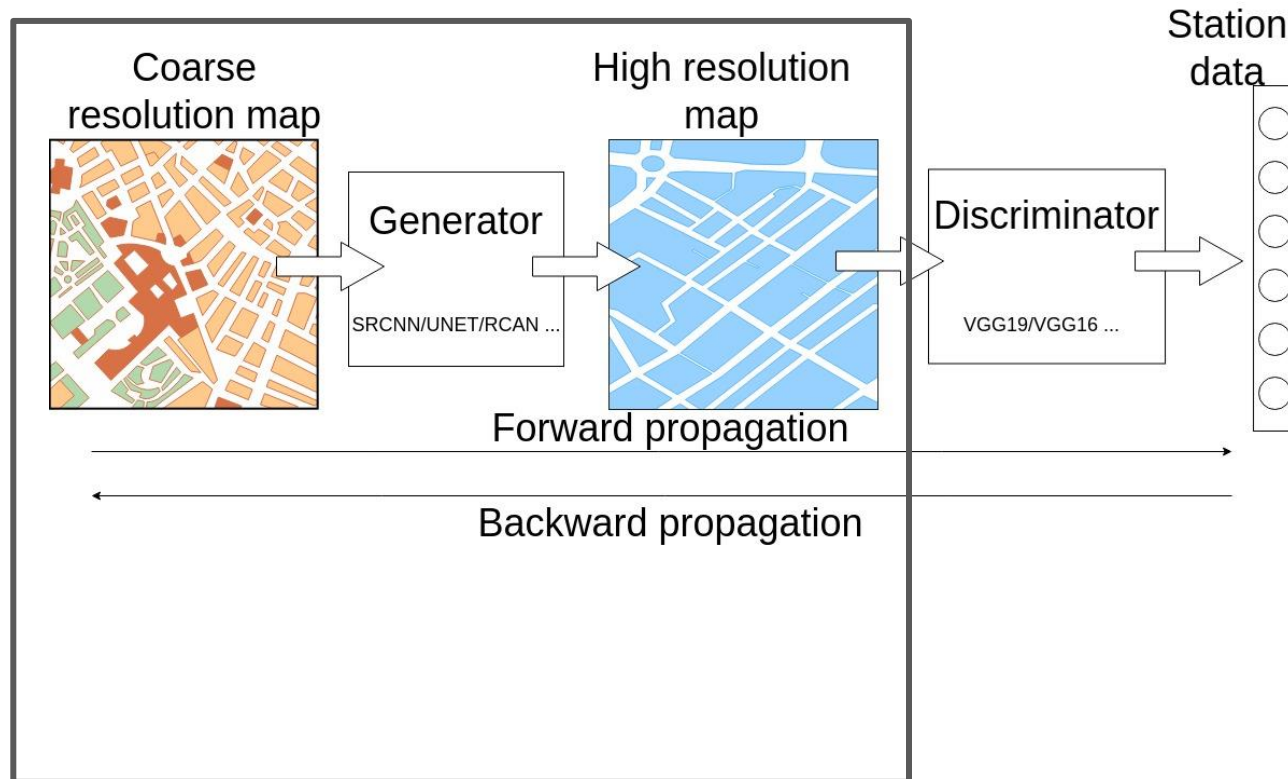 Coarse
resolution map
High resolution
map
Station
data
Generator
SRCNN/UNET/RCAN ...
Discriminator
VGG19/VGG16 ...
Forward propagation
Backward propagation